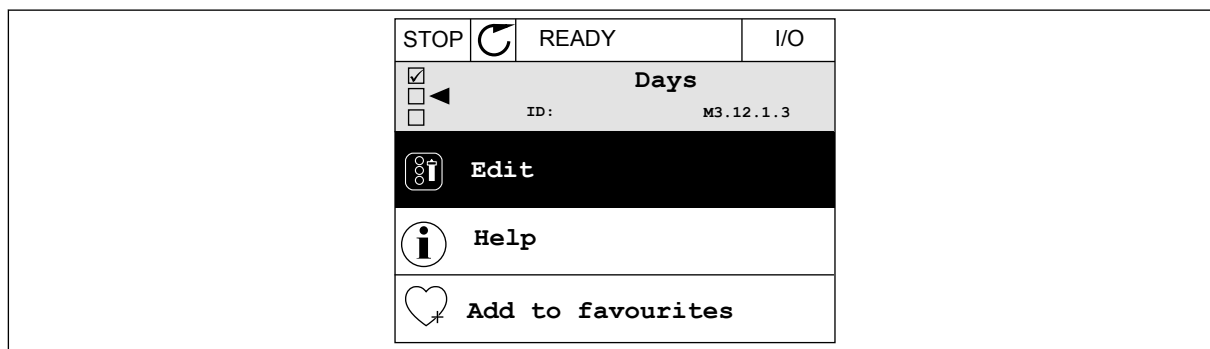 STOP READY I/O
Days
ID: M3.12.1.3
Edit
Help
Add to favourites